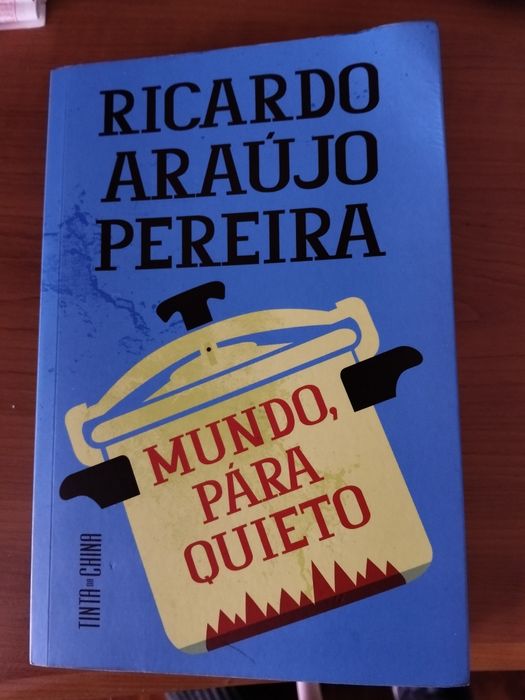 RICARDO
ARAÚJO
PEREIRA
MUNDO,
PÁRA
QUIETO
TINTA DA CHINA